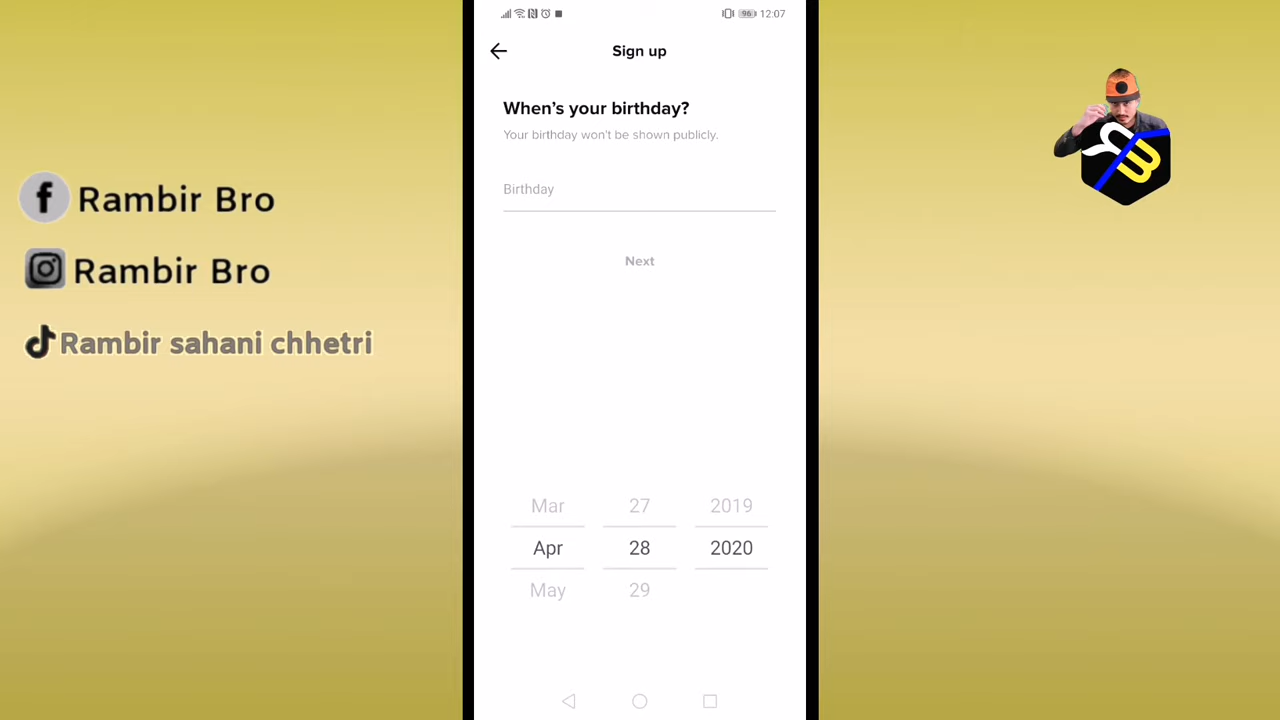 96 12:07
Sign up
When's your birthday?
Your birthday won't be shown publicly.
Birthday
Next
Rambir Bro
Rambir Bro
Rambir sahani chhetri
Mar 27 2019
Apr 28 2020
May 29